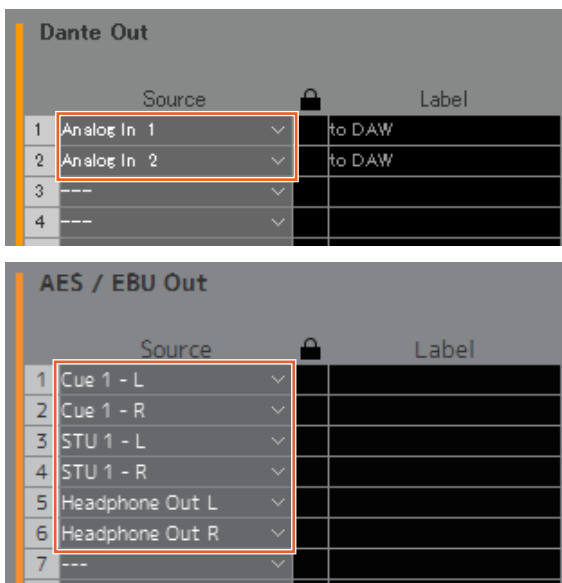 Dante Out
Source Label
1 Analog In 1 to DAW
2 Analog In 2 to DAW
3 ---
4 ---
AES / EBU Out
Source Label
1 Cue 1 - L
2 Cue 1 - R
3 STU 1 - L
4 STU 1 - R
5 Headphone Out L
6 Headphone Out R
7 ---